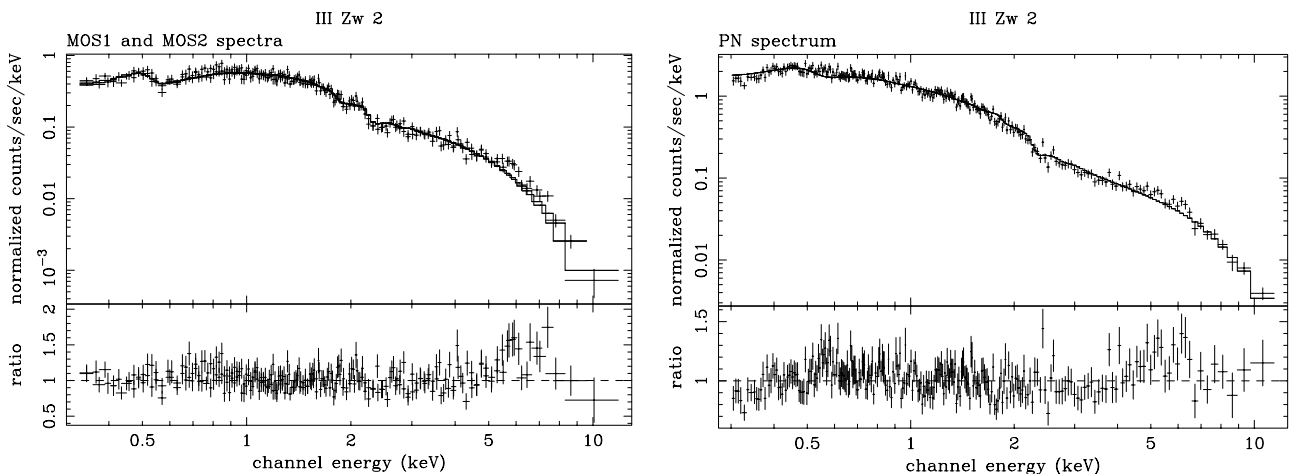 III Zw 2
MOS1 and MOS2 spectra
normalized counts/sec/keV
1
0.1
0.01
10⁻³
ratio
2
1.5
1
0.5
0.5 1 2 5 10
channel energy (keV)
III Zw 2
PN spectrum
normalized counts/sec/keV
1
0.1
0.01
ratio
1.5
1
0.5 1 2 5 10
channel energy (keV)